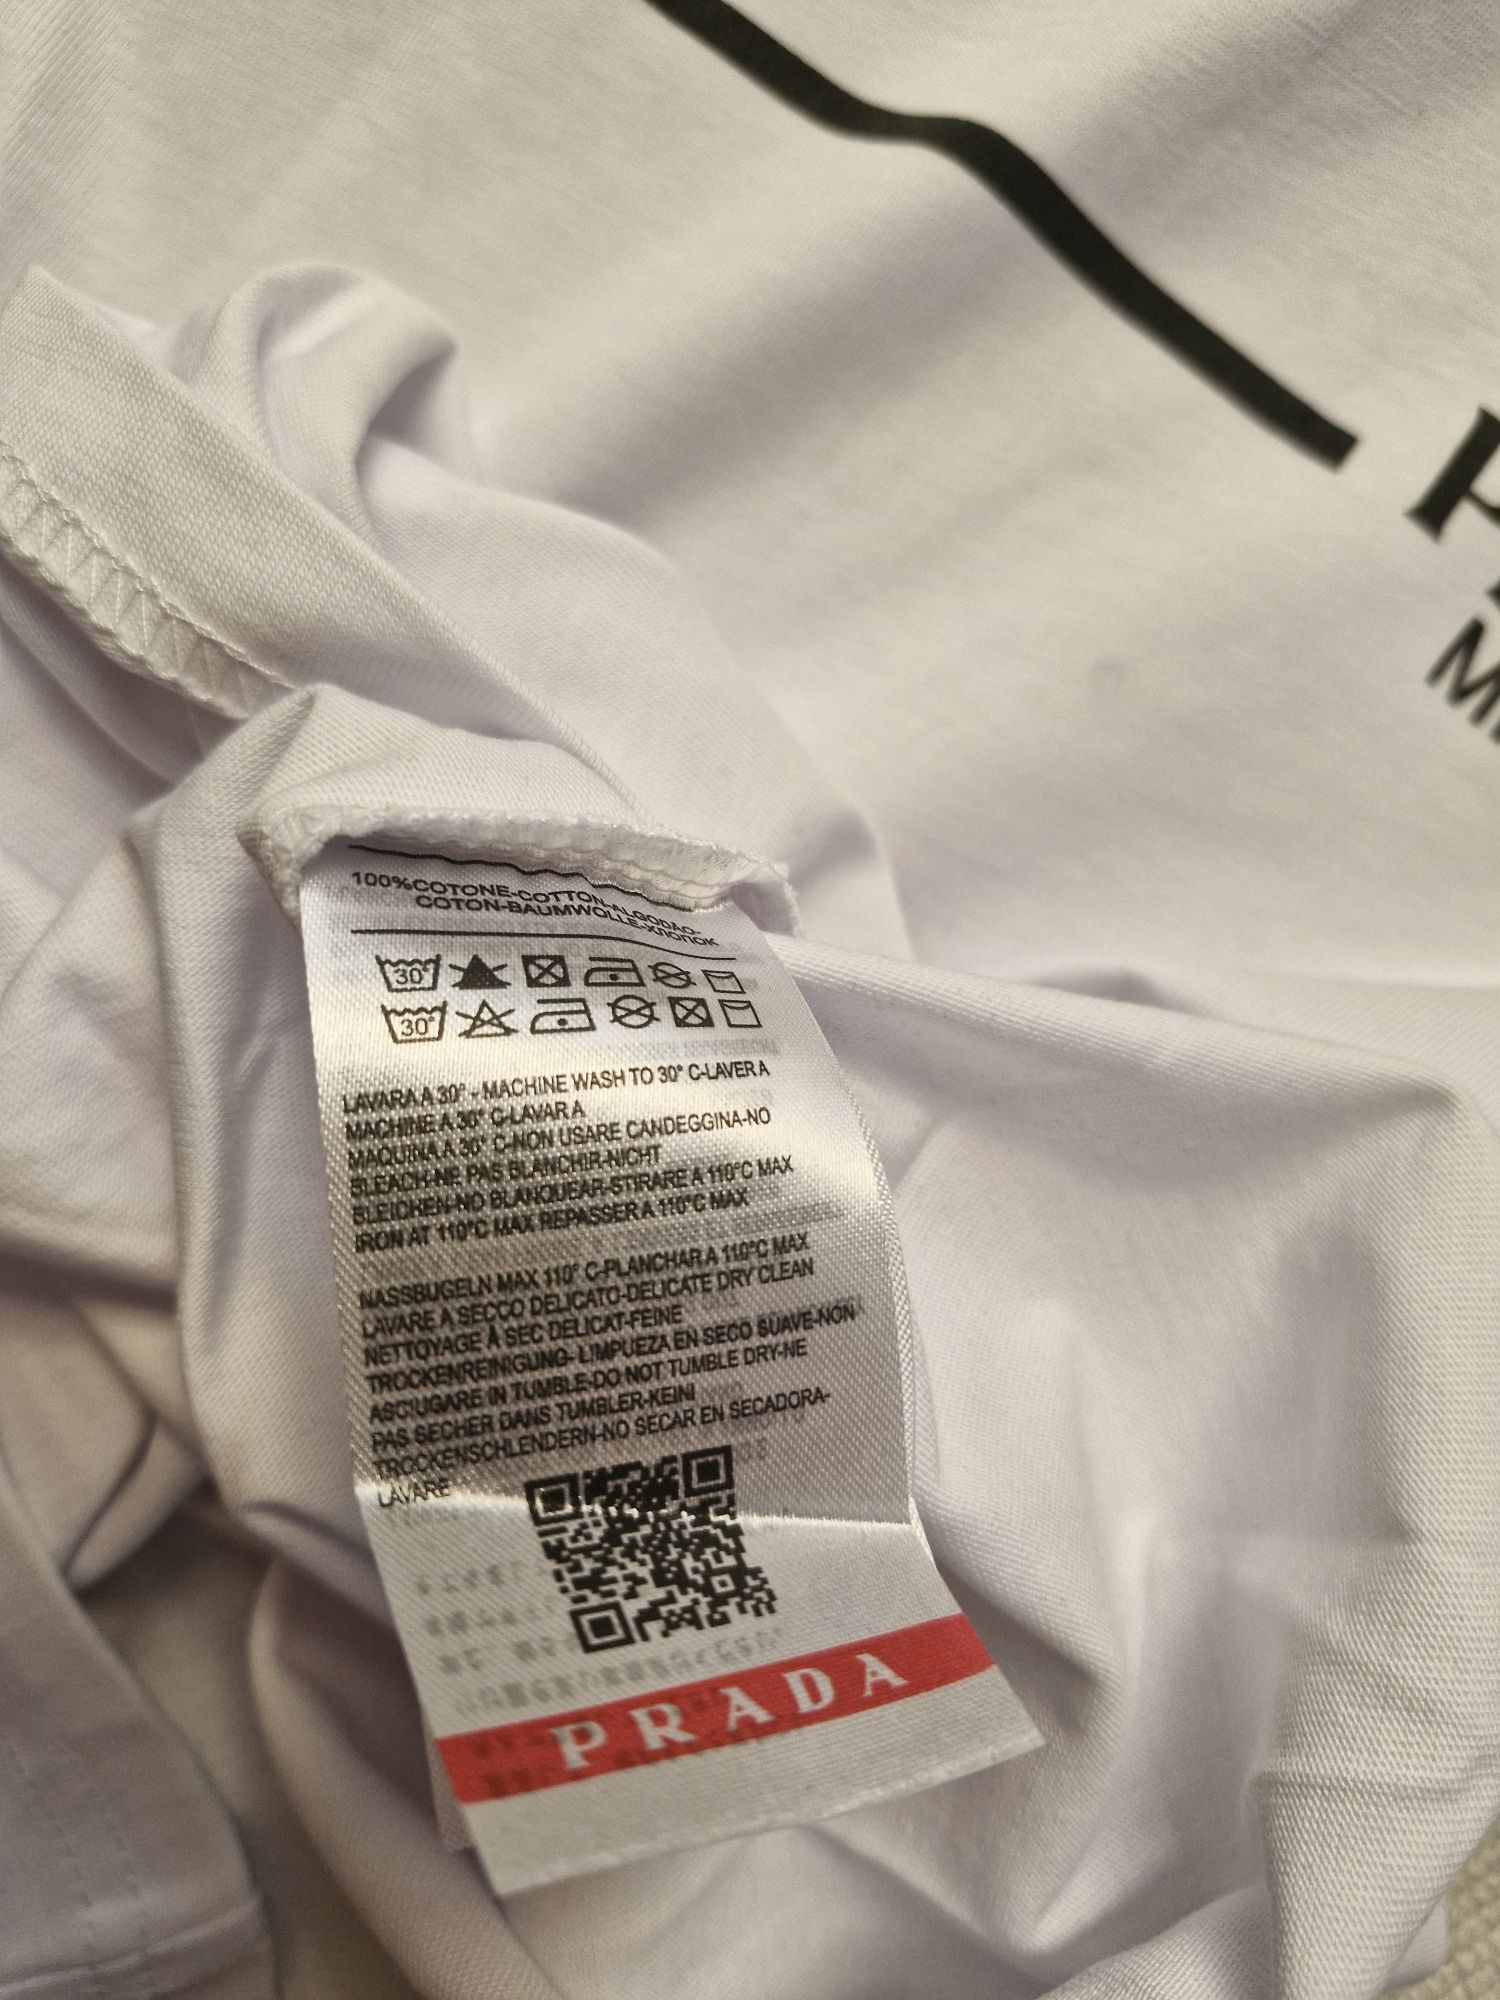 100%COTONE-COTTON-ALGODÃO-
COTON-BAUMWOLLE-ХЛОПОК
30°
30°
LAVARA A 30° - MACHINE WASH TO 30° C-LAVER A
MACHINE A 30° C-LAVAR A
MAQUINA A 30° C-NON USARE CANDEGGINA-NO
BLEACH-NE PAS BLANCHIR-NICHT
BLEICHEN-NO BLANQUEAR-STIRARE A 110°C MAX
IRON AT 110°C MAX REPASSER A 110°C MAX
NASSBUGELN MAX 110° C-PLANCHAR A 110°C MAX
LAVARE A SECCO DELICATO-DELICATE DRY CLEAN
NETTOYAGE À SEC DELICAT-FEINE
TROCKENREINIGUNG- LIMPUEZA EN SECO SUAVE-NON
ASCIUGARE IN TUMBLE-DO NOT TUMBLE DRY-NE
PAS SECHER DANS TUMBLER-KEINI
TROCKENSCHLENDERN-NO SECAR EN SECADORA-
LAVARE
PRADA